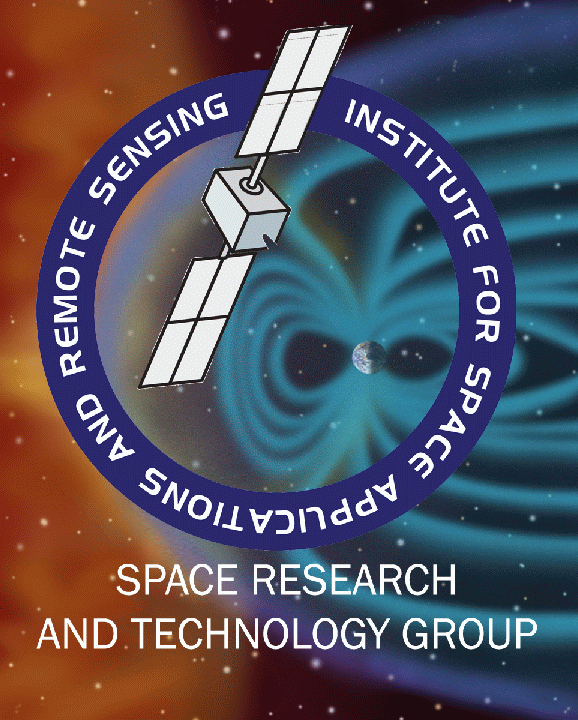 INSTITUTE FOR SPACE APPLICATIONS AND REMOTE SENSING
SPACE RESEARCH
AND TECHNOLOGY GROUP